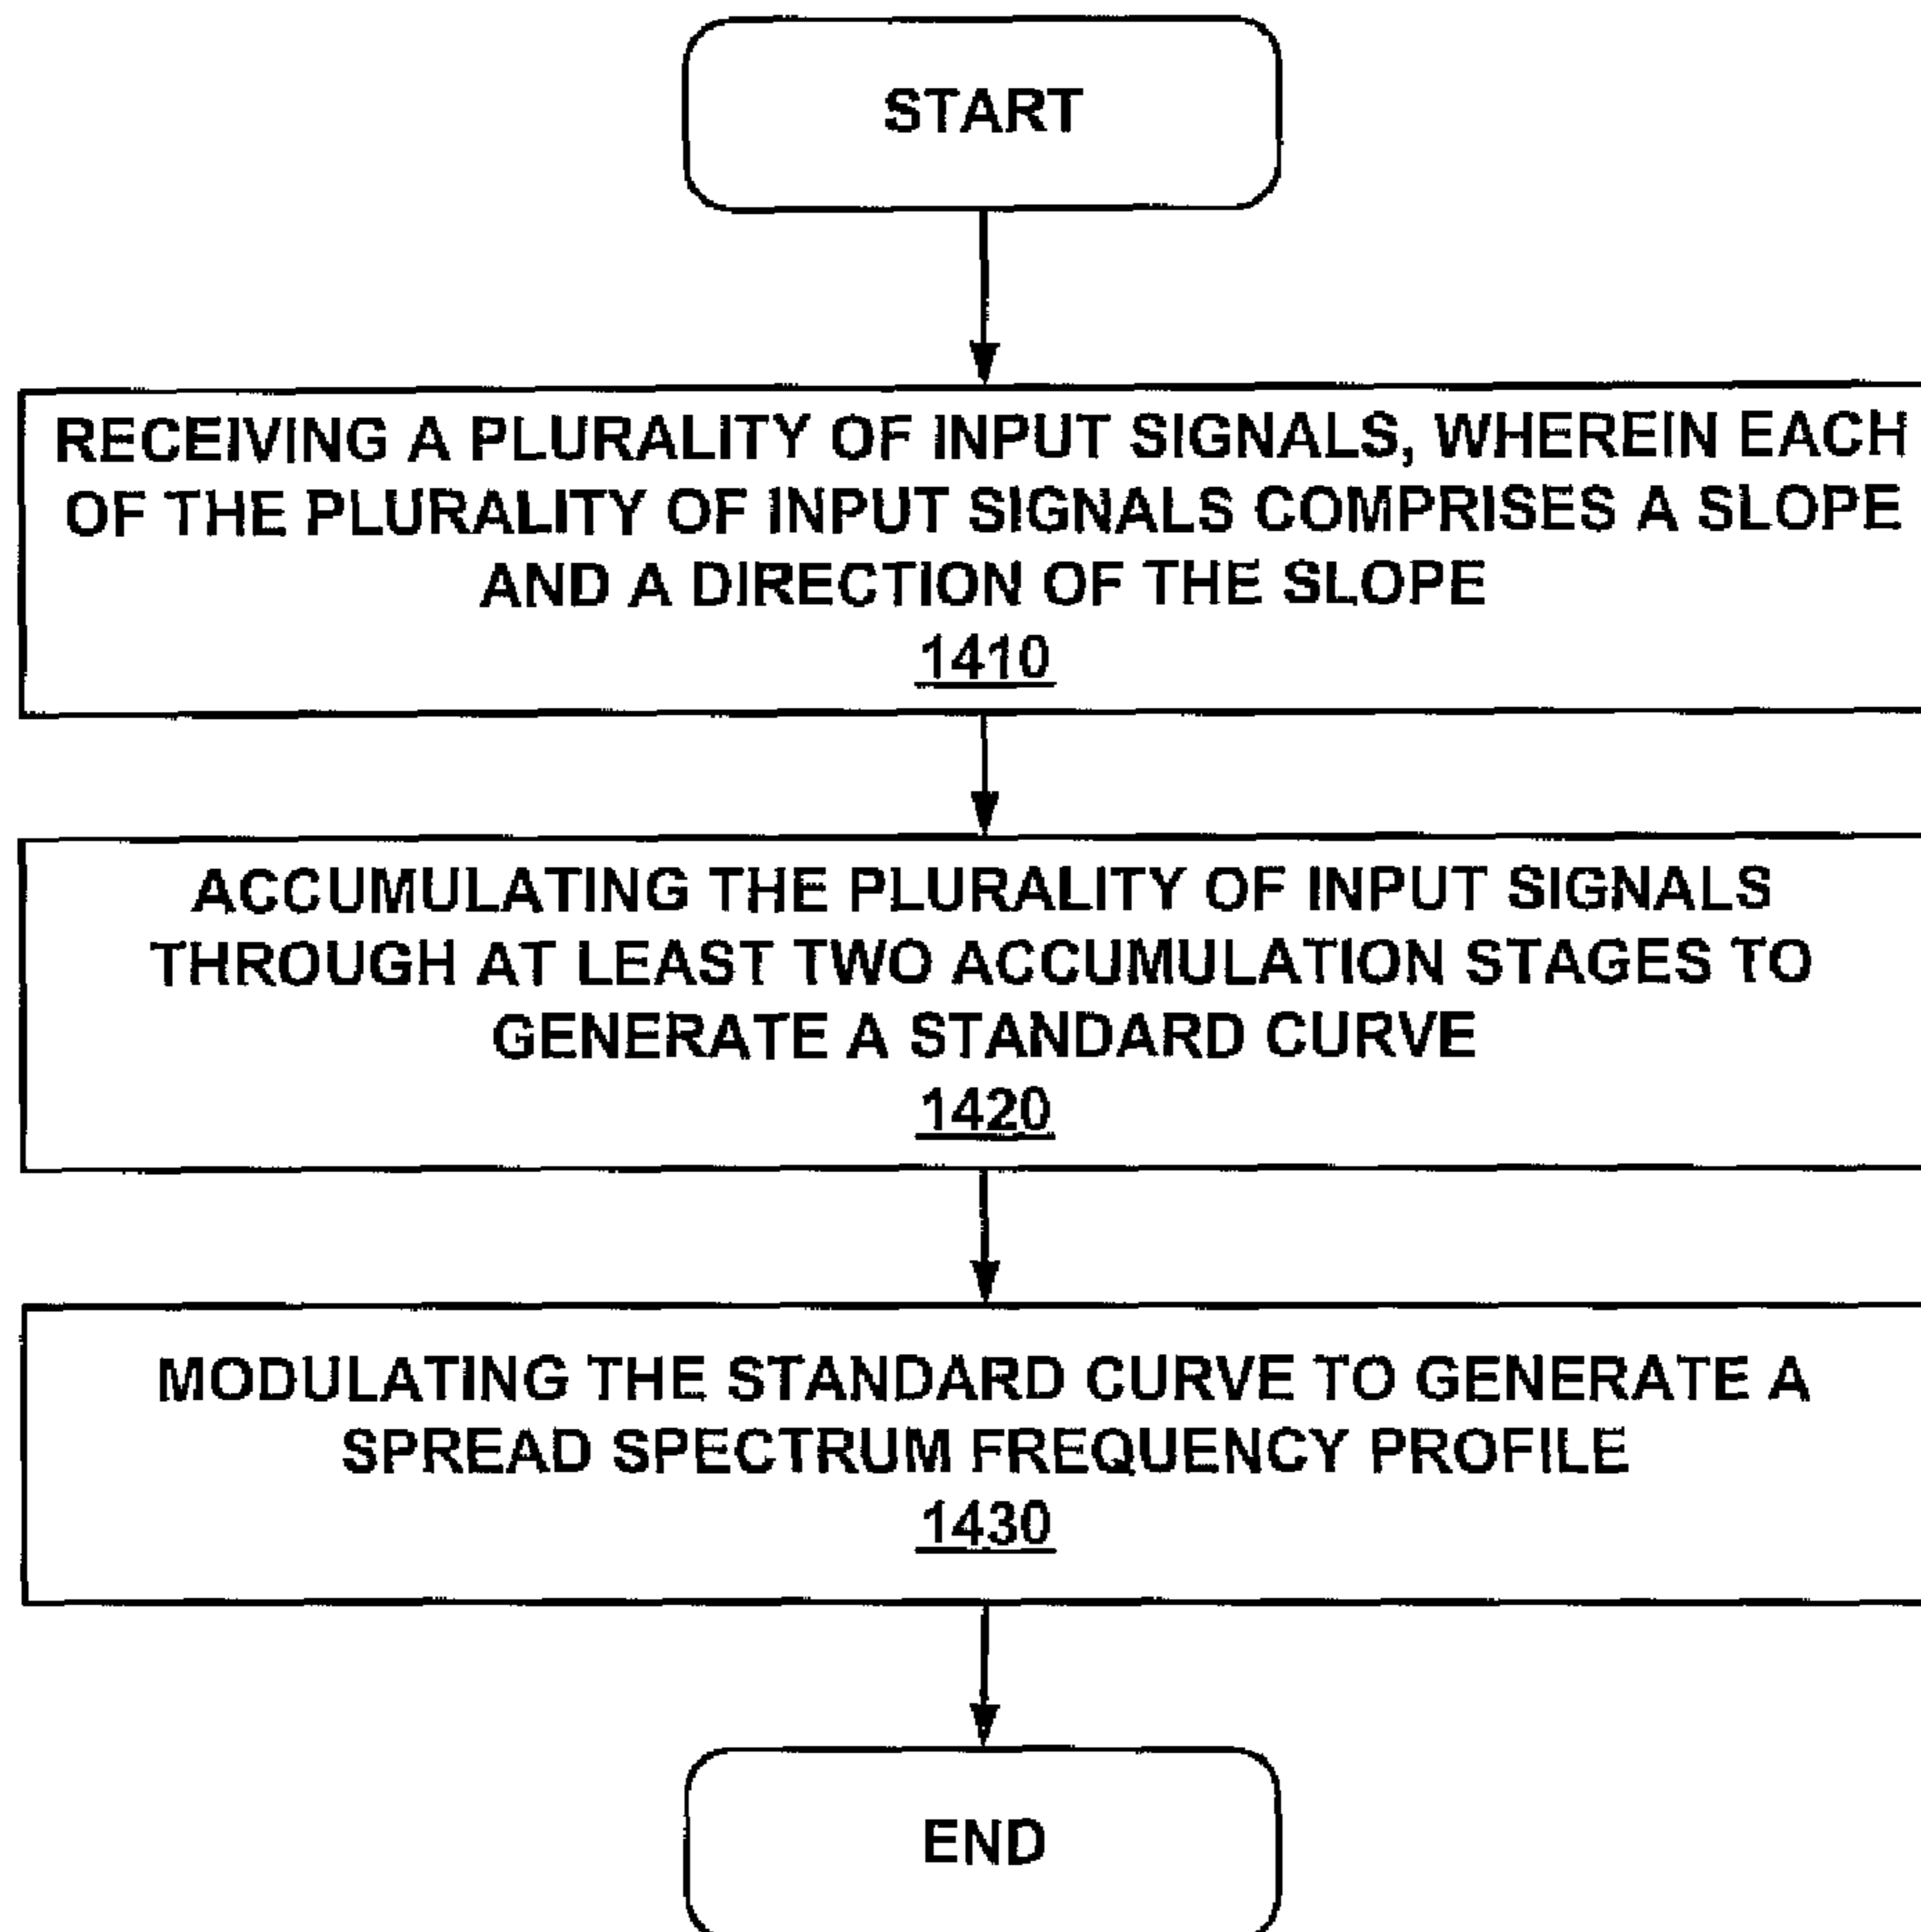 START
RECEIVING A PLURALITY OF INPUT SIGNALS, WHEREIN EACH
OF THE PLURALITY OF INPUT SIGNALS COMPRISES A SLOPE
AND A DIRECTION OF THE SLOPE
1410
ACCUMULATING THE PLURALITY OF INPUT SIGNALS
THROUGH AT LEAST TWO ACCUMULATION STAGES TO
GENERATE A STANDARD CURVE
1420
MODULATING THE STANDARD CURVE TO GENERATE A
SPREAD SPECTRUM FREQUENCY PROFILE
1430
END